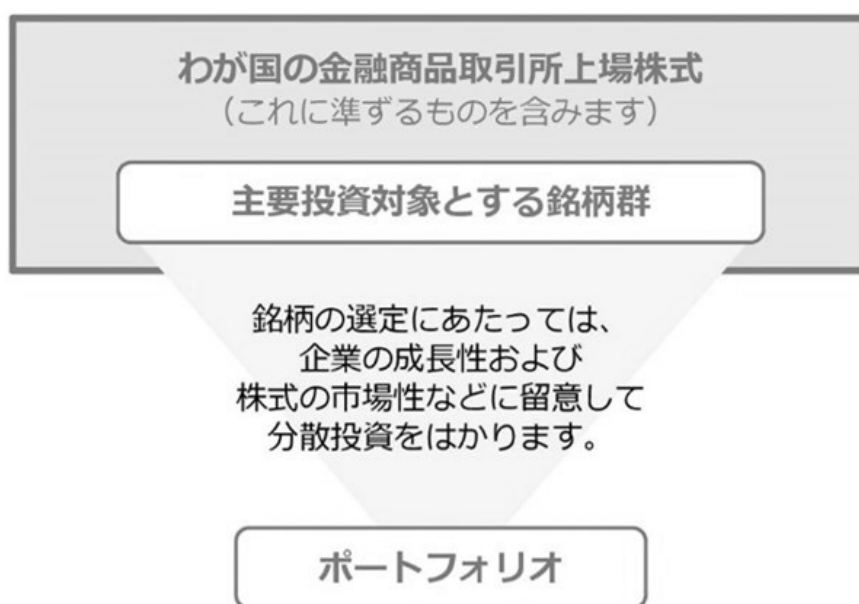 わが国の金融商品取引所上場株式
（これに準ずるものを含みます）
主要投資対象とする銘柄群
銘柄の選定にあたっては、
企業の成長性および
株式の市場性などに留意して
分散投資をはかります。
ポートフォリオ